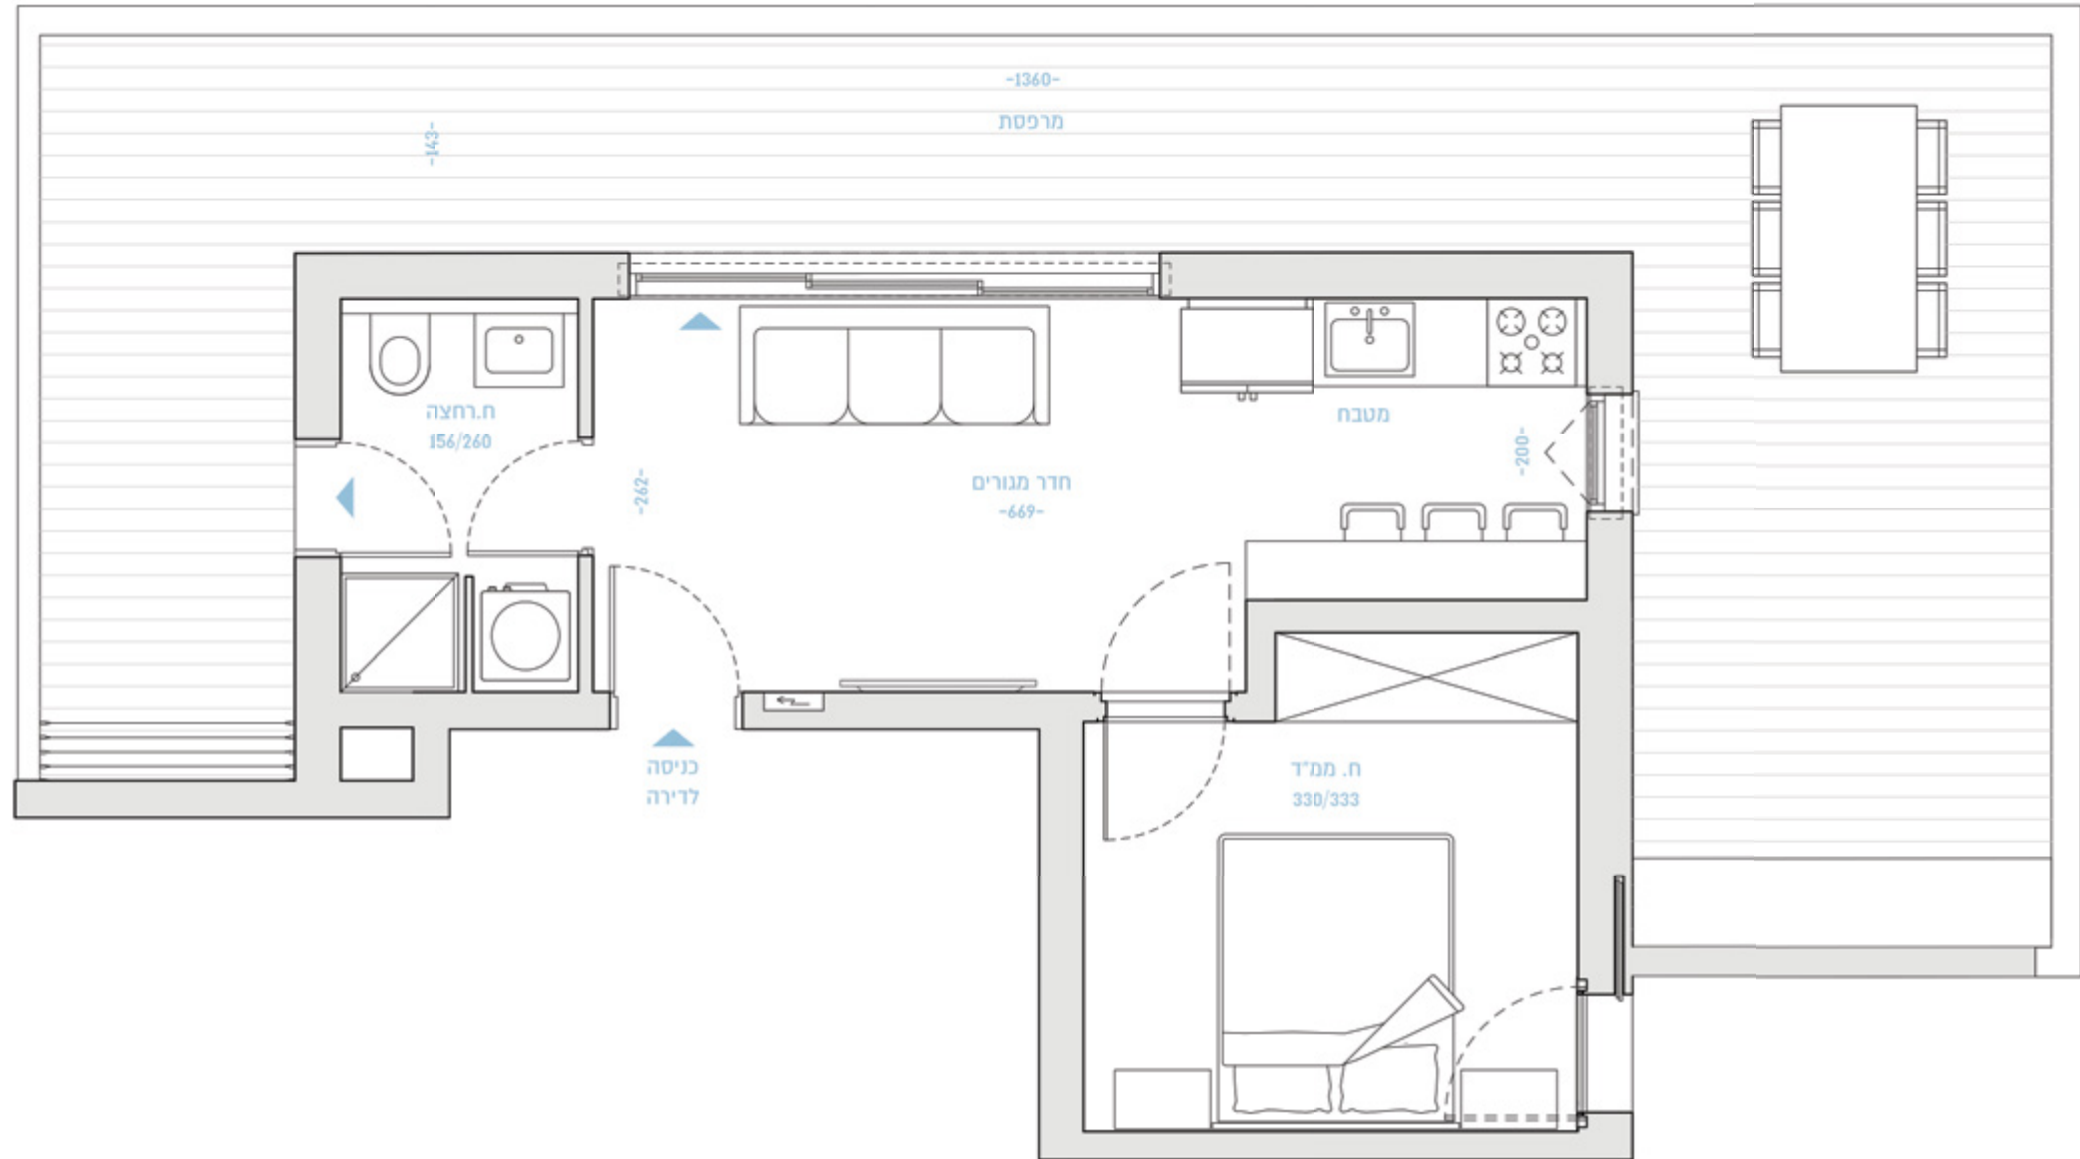 -1360-
מרפסת
-143-
ח.רחצה
156/260
מטבח
-200-
-262-
חדר מגורים
-669-
כניסה
לדירה
ח. ממ״ד
330/333